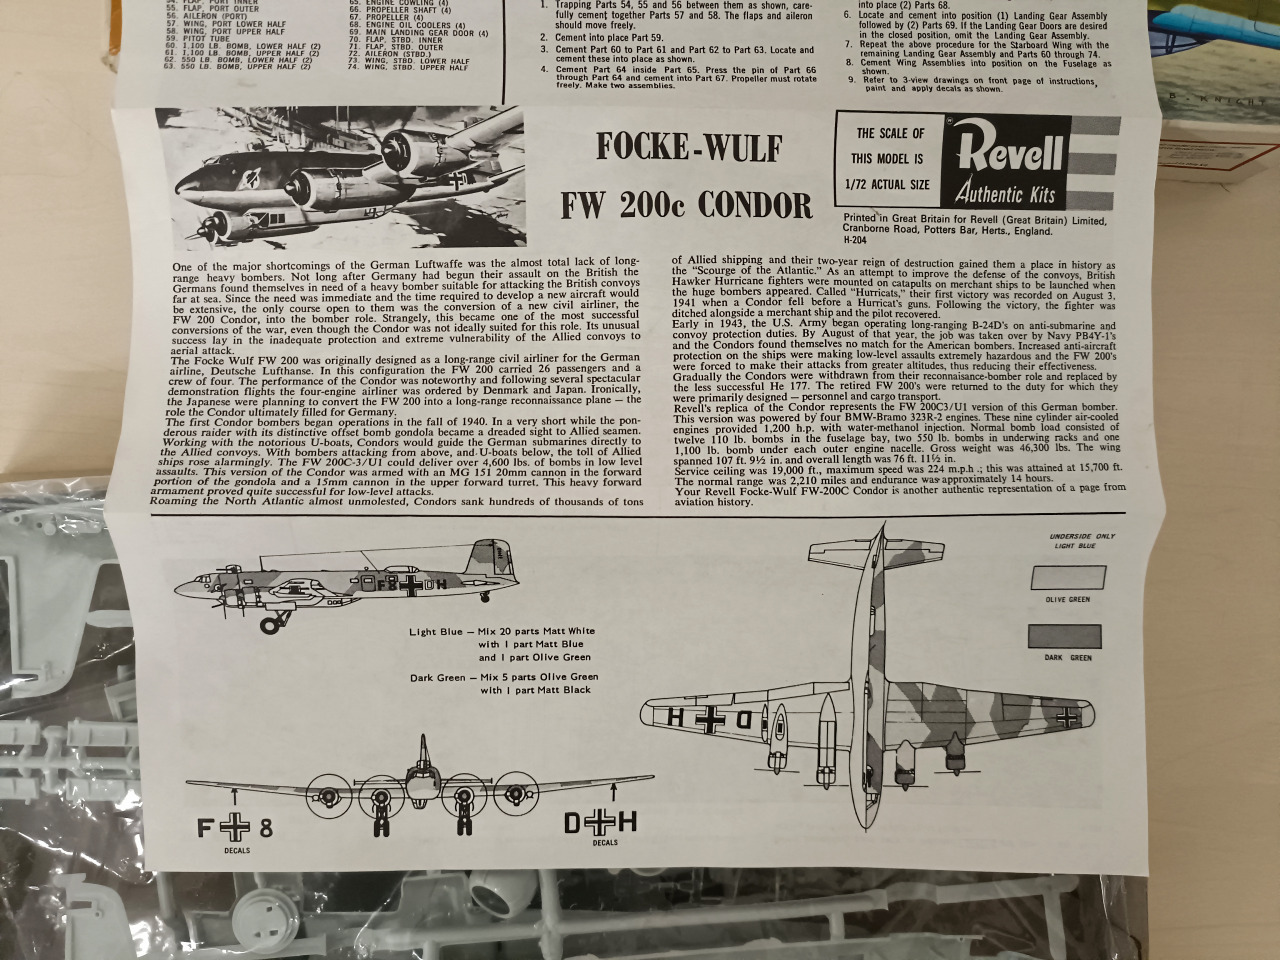 55. FLAP, PORT OUTER
56. AILERON (PORT)
57. WING, PORT LOWER HALF
58. WING, PORT UPPER HALF
59. PITOT TUBE
60. 1,100 LB. BOMB, LOWER HALF (2)
61. 1,100 LB. BOMB, UPPER HALF (2)
62. 550 LB. BOMB, LOWER HALF (2)
63. 550 LB. BOMB, UPPER HALF (2)
65. ENGINE COWLING (4)
66. PROPELLER SHAFT (4)
67. PROPELLER (4)
68. ENGINE OIL COOLERS (4)
69. MAIN LANDING GEAR DOOR (4)
70. FLAP, STBD. INNER
71. FLAP, STBD. OUTER
72. AILERON (STBD.)
73. WING, STBD. LOWER HALF
74. WING, STBD. UPPER HALF
1. Trapping Parts 54, 55 and 56 between them as shown, care-
fully cement together Parts 57 and 58. The flaps and aileron
should move freely.
2. Cement into place Part 59.
3. Cement Part 60 to Part 61 and Part 62 to Part 63. Locate and
cement these into place as shown.
4. Cement Part 64 inside Part 65. Press the pin of Part 66
through Part 64 and cement into Part 67. Propeller must rotate
freely. Make two assemblies.
into place (2) Parts 68.
6. Locate and cement into position (1) Landing Gear Assembly
followed by (2) Parts 69. If the Landing Gear Doors are desired
in the closed position, omit the Landing Gear Assembly.
7. Repeat the above procedure for the Starboard Wing with the
remaining Landing Gear Assembly and Parts 60 through 74.
8. Cement Wing Assemblies into position on the Fuselage as
shown.
9. Refer to 3-view drawings on front page of instructions,
paint and apply decals as shown.
B. KNIGHT
FOCKE-WULF
FW 200c CONDOR
THE SCALE OF
THIS MODEL IS
1/72 ACTUAL SIZE
Revell
Authentic Kits
Printed in Great Britain for Revell (Great Britain) Limited,
Cranborne Road, Potters Bar, Herts., England.
H-204
One of the major shortcomings of the German Luftwaffe was the almost total lack of long-
range heavy bombers. Not long after Germany had begun their assault on the British the
Germans found themselves in need of a heavy bomber suitable for attacking the British convoys
far at sea. Since the need was immediate and the time required to develop a new aircraft would
be expensive, the only course open to them was the conversion of a new civil airliner, the
FW 200 Condor, into the bomber role. Strangely, this became one of the most successful
conversions of the war, even though the Condor was not ideally suited for this role. Its unusual
success lay in the inadequate protection and extreme vulnerability of the Allied convoys to
aerial attack.
The Focke Wulf FW 200 was originally designed as a long-range civil airliner for the German
airline, Deutsche Lufthanse. In this configuration the FW 200 carried 26 passengers and a
crew of four. The performance of the Condor was noteworthy and following several spectacular
demonstration flights the four-engine airliner was ordered by Denmark and Japan. Ironically,
the Japanese were planning to convert the FW 200 into a long-range reconnaissance plane — the
role the Condor ultimately filled for Germany.
The first Condor bombers began operations in the fall of 1940. In a very short while the pon-
derous raider with its distinctive offset bomb gondola became a dreaded sight to Allied seamen.
Working with the notorious U-boats, Condors would guide the German submarines directly to
the Allied convoys. With bombers attacking from above, and U-boats below, the toll of Allied
ships rose alarmingly. The FW 200C-3/U1 could deliver over 4,600 lbs. of bombs in low level
assaults. This version of the Condor was armed with an MG 151 20mm cannon in the forward
portion of the gondola and a 15mm cannon in the upper forward turret. This heavy forward
armament proved quite successful for low-level attacks.
Roaming the North Atlantic almost unmolested, Condors sank hundreds of thousands of tons
of Allied shipping and their two-year reign of destruction gained them a place in history as
the "Scourge of the Atlantic." As an attempt to improve the defense of the convoys, British
Hawker Hurricane fighters were mounted on catapults on merchant ships to be launched when
the huge bombers appeared. Called "Hurricats," their first victory was recorded on August 3,
1941 when a Condor fell before a Hurricat's guns. Following the victory, the fighter was
ditched alongside a merchant ship and the pilot recovered.
Early in 1943, the U.S. Army began operating long-ranging B-24D's on anti-submarine and
convoy protection duties. By August of that year, the job was taken over by Navy PB4Y-1's
and the Condors found themselves no match for the American bombers. Increased anti-aircraft
protection on the ships were making low-level assaults extremely hazardous and the FW 200's
were forced to make their attacks from greater altitudes, thus reducing their effectiveness.
Gradually the Condors were withdrawn from their reconnaisance-bomber role and replaced by
the less successful He 177. The retired FW 200's were returned to the duty for which they
were primarily designed — personnel and cargo transport.
Revell's replica of the Condor represents the FW 200C3/U1 version of this German bomber.
This version was powered by four BMW-Bramo 323R-2 engines. These nine cylinder air-cooled
engines provided 1,200 h.p. with water-methanol injection. Normal bomb load consisted of
twelve 110 lb. bombs in the fuselage bay, two 550 lb. bombs in underwing racks and one
1,100 lb. bomb under each outer engine nacelle. Gross weight was 46,300 lbs. The wing
spanned 107 ft. 9½ in. and overall length was 76 ft. 11½ in.
Service ceiling was 19,000 ft., maximum speed was 224 m.p.h .; this was attained at 15,700 ft.
The normal range was 2,210 miles and endurance was approximately 14 hours.
Your Revell Focke-Wulf FW-200C Condor is another authentic representation of a page from
aviation history.
F8 DH
Light Blue — Mix 20 parts Matt White
with 1 part Matt Blue
and 1 part Olive Green
Dark Green — Mix 5 parts Olive Green
with 1 part Matt Black
UNDERSIDE ONLY
LIGHT BLUE
OLIVE GREEN
DARK GREEN
H D
F 8
DECALS
D H
DECALS